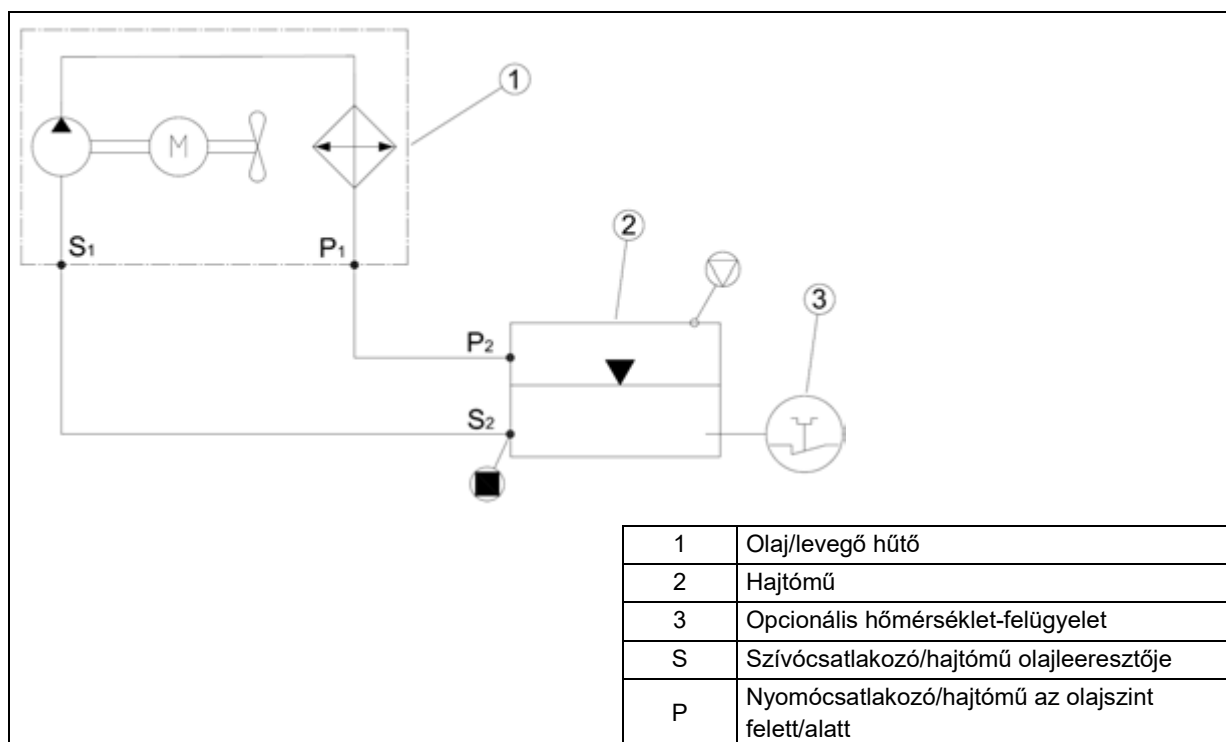 1
M
S1
P1
2
3
P2
S2
1 Olaj/levegő hűtő
2 Hajtómű
3 Opcionális hőmérséklet-felügyelet
S Szívócsatlakozó/hajtómű olajleeresztője
P Nyomócsatlakozó/hajtómű az olajszint
felett/alatt